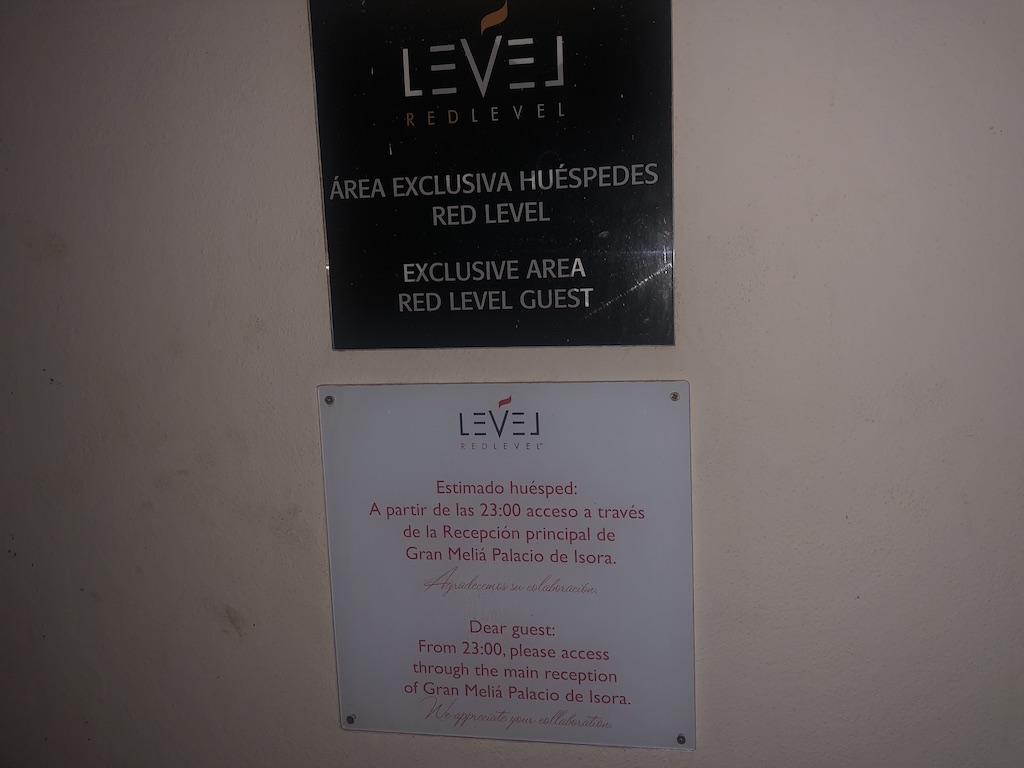 LEVEL
REDLEVEL
ÁREA EXCLUSIVA HUÉSPEDES
RED LEVEL
EXCLUSIVE AREA
RED LEVEL GUEST
LEVEL
REDLEVEL
Estimado huésped:
A partir de las 23:00 acceso a través
de la Recepción principal de
Gran Meliá Palacio de Isora.
Agradecemos su colaboración.
Dear guest:
From 23:00, please access
through the main reception
of Gran Meliá Palacio de Isora.
We appreciate your collaboration.